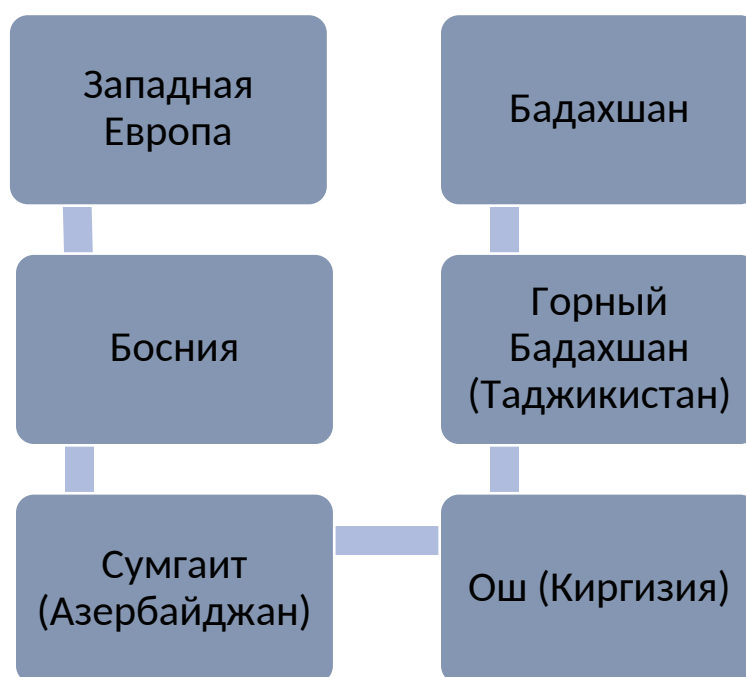 Западная
Европа
Босния
Сумгаит
(Азербайджан)
Ош (Киргизия)
Горный
Бадахшан
(Таджикистан)
Бадахшан